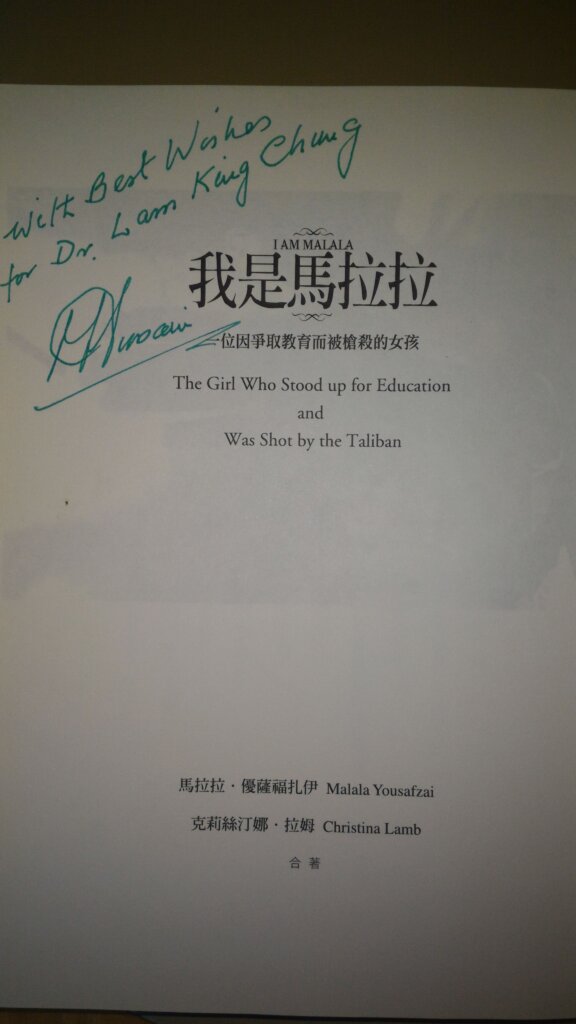 With Best Wishes
for Dr. Lam King Chung
I AM MALALA
我是馬拉拉
一位因爭取教育而被槍殺的女孩
The Girl Who Stood up for Education
and
Was Shot by the Taliban
馬拉拉·優薩福扎伊 Malala Yousafzai
克莉絲汀娜·拉姆 Christina Lamb
合著